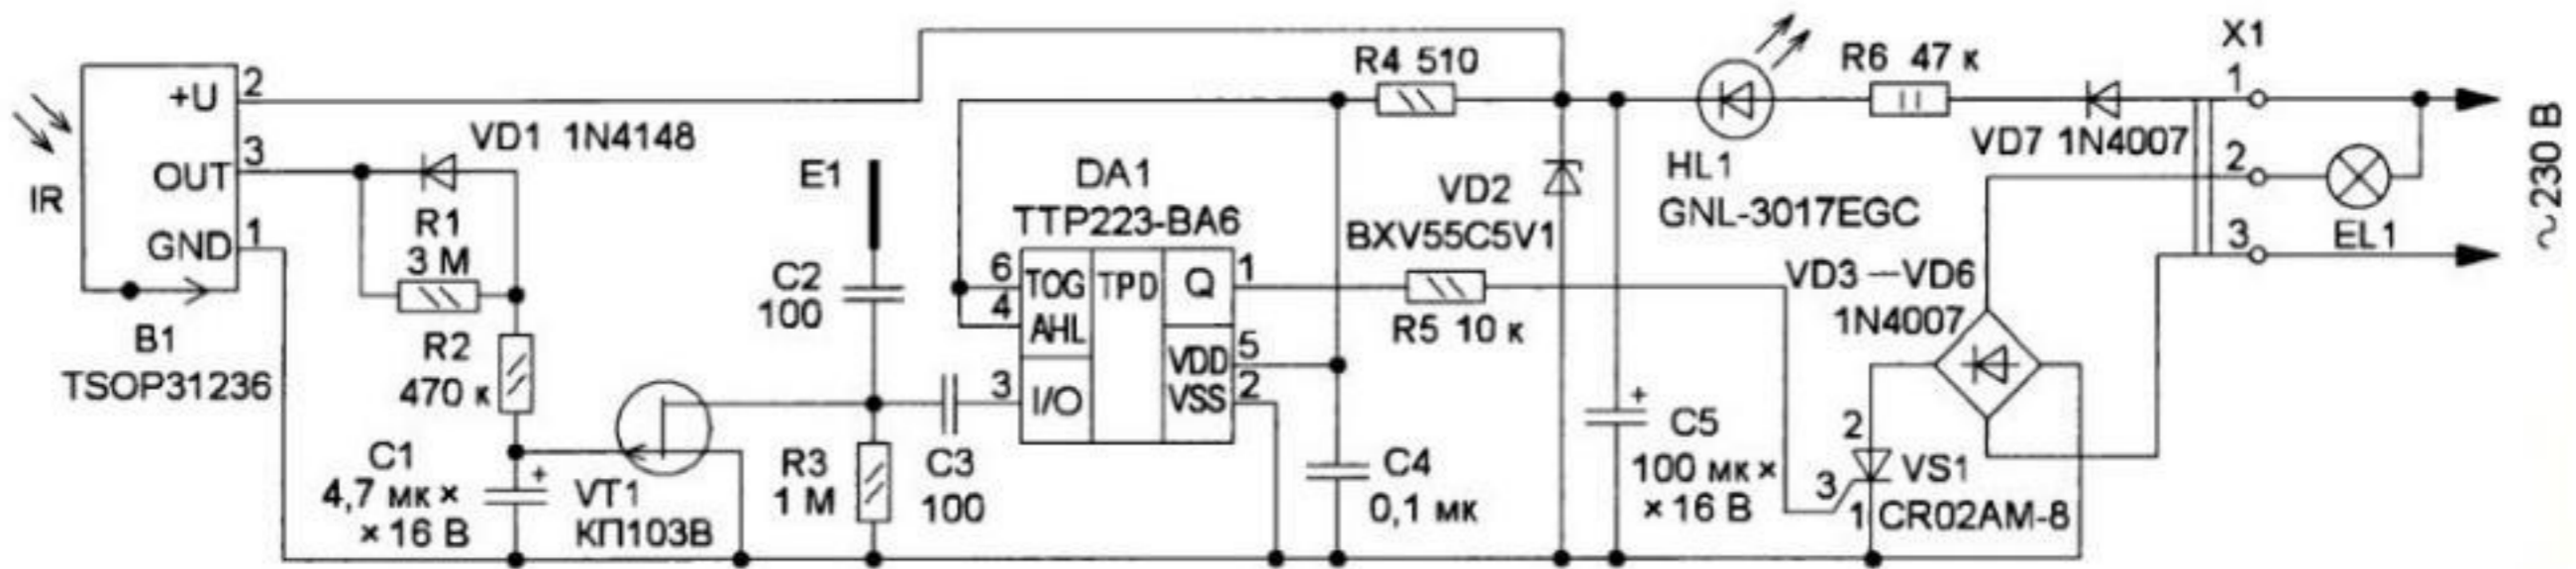 IR
+U
2
OUT
3
GND
1
B1
TSOP31236
VD1 1N4148
R1
3 М
R2
470 к
C1
4,7 мк ×
× 16 В
VT1
КП103В
E1
C2
100
R3
1 М
C3
100
DA1
TTP223-BA6
6
TOG
4
AHL
3
I/O
TPD
Q
1
VDD
5
VSS
2
R4 510
VD2
BXV55C5V1
R5 10 к
C4
0,1 мк
C5
100 мк ×
× 16 В
HL1
GNL-3017EGC
R6 47 к
VD7 1N4007
VD3 – VD6
1N4007
2
3
1
VS1
CR02AM-8
X1
1
2
3
EL1
~230 В